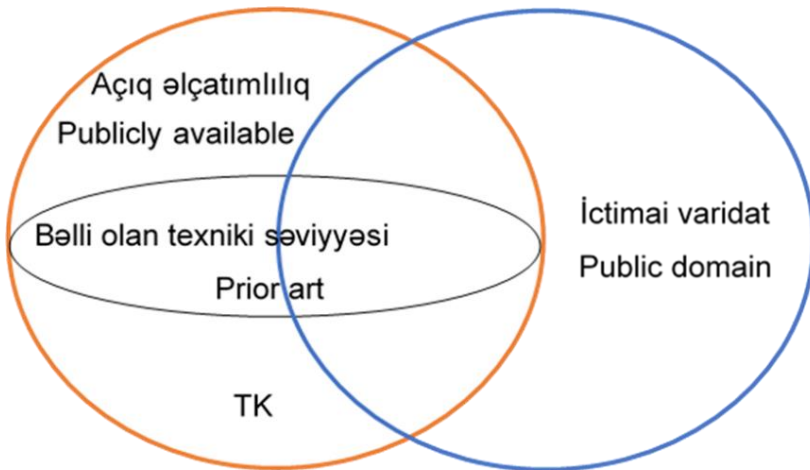 Açıq əlçatımlılıq
Publicly available
Bəlli olan texniki səviyyəsi
Prior art
İctimai varidat
Public domain
TK